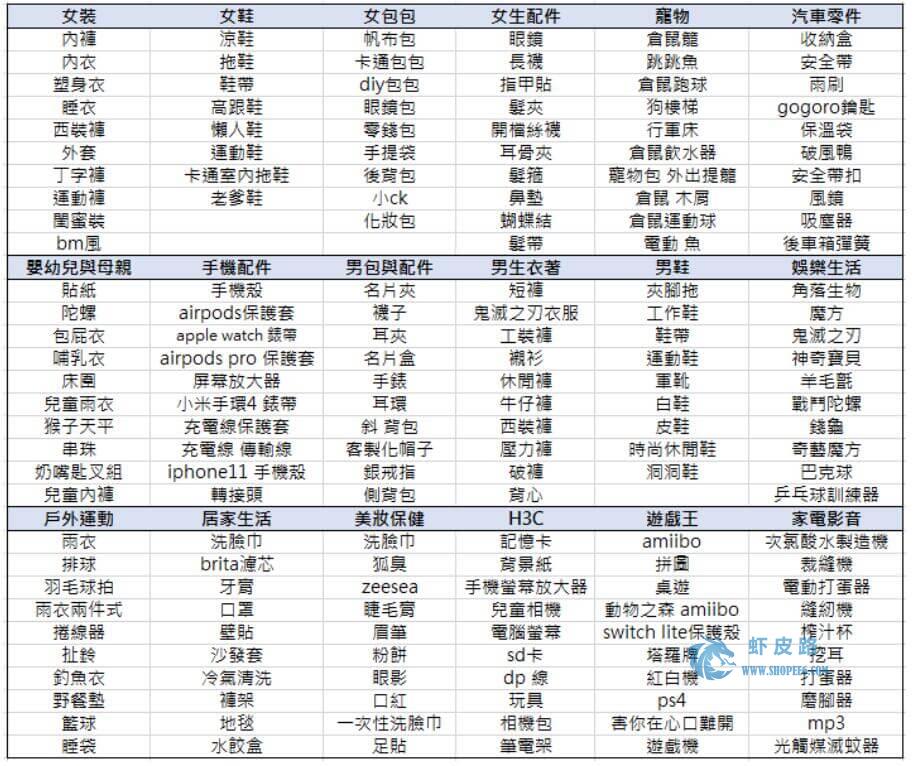 女裝 女鞋 女包包 女生配件 寵物 汽車零件
內褲 涼鞋 帆布包 眼鏡 倉鼠籠 收納盒
內衣 拖鞋 卡通包包 長襪 跳跳魚 安全帶
塑身衣 鞋帶 diy包包 指甲貼 倉鼠跑球 雨刷
睡衣 高跟鞋 眼鏡包 髮夾 狗樓梯 gogoro鑰匙
西裝褲 懶人鞋 零錢包 開檔絲襪 行軍床 保溫袋
外套 運動鞋 手提袋 耳骨夾 倉鼠飲水器 破風鴨
丁字褲 卡通室內拖鞋 後背包 髮箍 寵物包 外出提籠 安全帶扣
運動褲 老爹鞋 小ck 鼻墊 倉鼠 木屑 風鏡
閨蜜裝 化妝包 蝴蝶結 倉鼠運動球 吸塵器
bm風 髮帶 電動 魚 後車箱彈簧
嬰幼兒與母親 手機配件 男包與配件 男生衣著 男鞋 娛樂生活
貼紙 手機殼 名片夾 短褲 夾腳拖 角落生物
陀螺 airpods保護套 襪子 鬼滅之刃衣服 工作鞋 魔方
包屁衣 apple watch 錶帶 耳夾 工裝褲 鞋帶 鬼滅之刃
哺乳衣 airpods pro 保護套 名片盒 襯衫 運動鞋 神奇寶貝
床圍 屏幕放大器 手錶 休閒褲 軍靴 羊毛氈
兒童雨衣 小米手環4 錶帶 耳環 牛仔褲 白鞋 戰鬥陀螺
猴子天平 充電線保護套 斜 背包 西裝褲 皮鞋 錢龜
串珠 充電線 傳輸線 客製化帽子 壓力褲 時尚休閒鞋 奇藝魔方
奶嘴匙叉組 iphone11 手機殼 銀戒指 破褲 洞洞鞋 巴克球
兒童內褲 轉接頭 側背包 背心 乒乓球訓練器
戶外運動 居家生活 美妝保健 H3C 遊戲王 家電影音
雨衣 洗臉巾 洗臉巾 記憶卡 amiibo 次氯酸水製造機
排球 brita濾芯 狐臭 背景紙 拼圖 裁縫機
羽毛球拍 牙膏 zeesea 手機螢幕放大器 桌遊 電動打蛋器
雨衣兩件式 口罩 睫毛膏 兒童相機 動物之森 amiibo 縫紉機
捲線器 壁貼 眉筆 電腦螢幕 switch lite保護殼 榨汁杯
扯鈴 沙發套 粉餅 sd卡 塔羅牌 挖耳
釣魚衣 冷氣清洗 眼影 dp 線 紅白機 打蛋器
野餐墊 褲架 口紅 玩具 ps4 磨腳器
籃球 地毯 一次性洗臉巾 相機包 害你在心口難開 mp3
睡袋 水餃盒 足貼 筆電架 遊戲機 光觸煤滅蚊器
虾皮路
WWW.SHOPEE6.COM